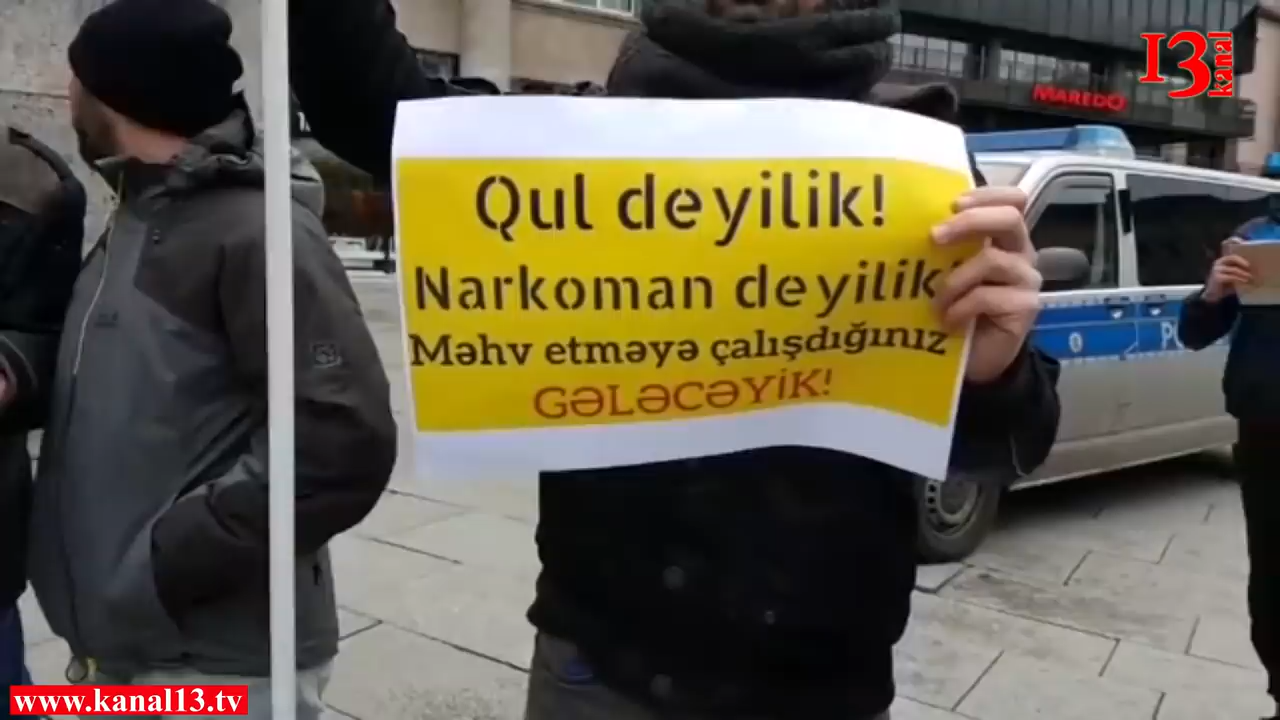 13 kanal
MAREDO
Qul deyilik!
Narkoman deyilik!
Məhv etməyə çalışdığınız
GƏLƏCƏYİK!
www.kanal13.tv